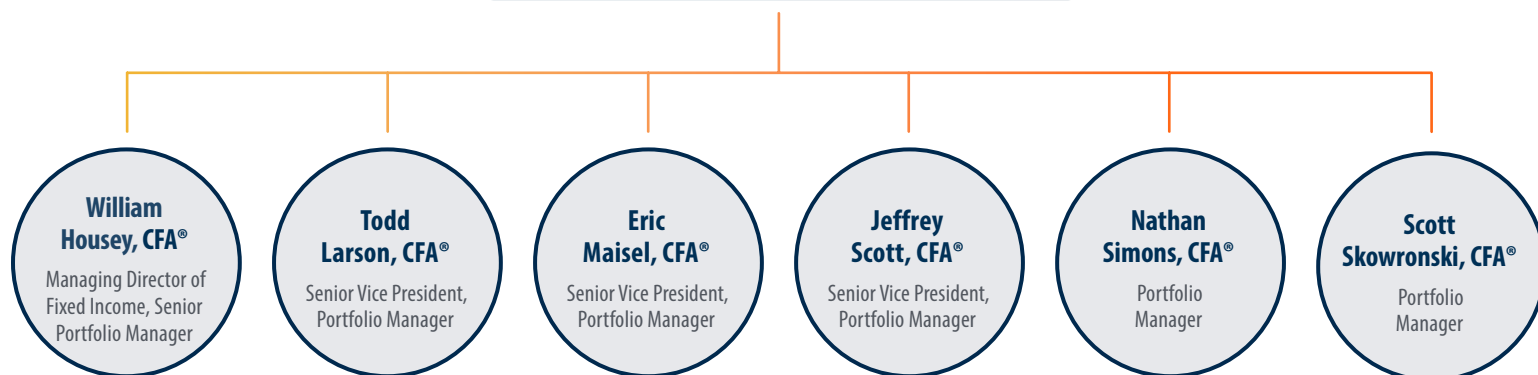 William
Housey, CFA®
Managing Director of
Fixed Income, Senior
Portfolio Manager
Todd
Larson, CFA®
Senior Vice President,
Portfolio Manager
Eric
Maisel, CFA®
Senior Vice President,
Portfolio Manager
Jeffrey
Scott, CFA®
Senior Vice President,
Portfolio Manager
Nathan
Simons, CFA®
Portfolio
Manager
Scott
Skowronski, CFA®
Portfolio
Manager